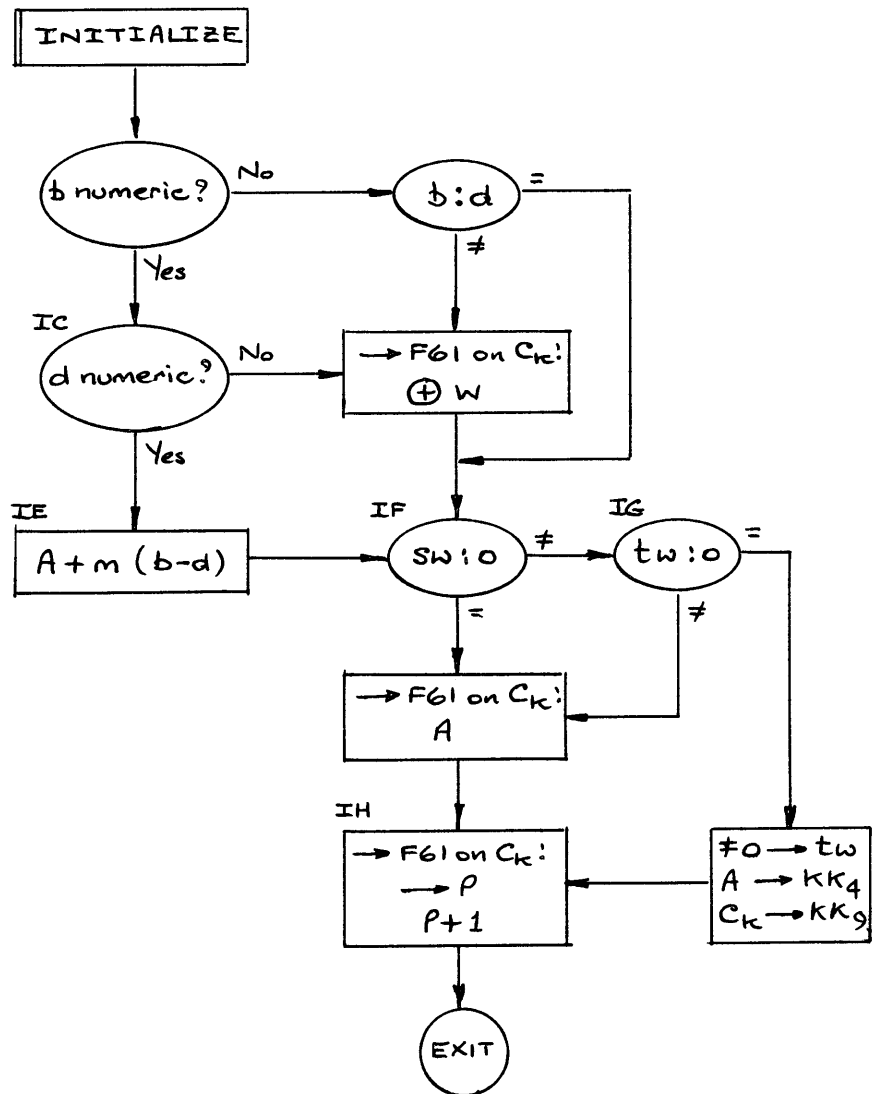 INITIALIZE
b numeric?
No
b:d
=
≠
Yes
IC
d numeric?
No
→ F61 on CK:
⊕ W
Yes
IE
A + m (b-d)
IF
sw:0
≠
=
IG
tw:0
=
≠
→ F61 on CK:
A
IH
→ F61 on CK:
→ P
P+1
≠0 → tw
A → KK4
CK → KK9
EXIT